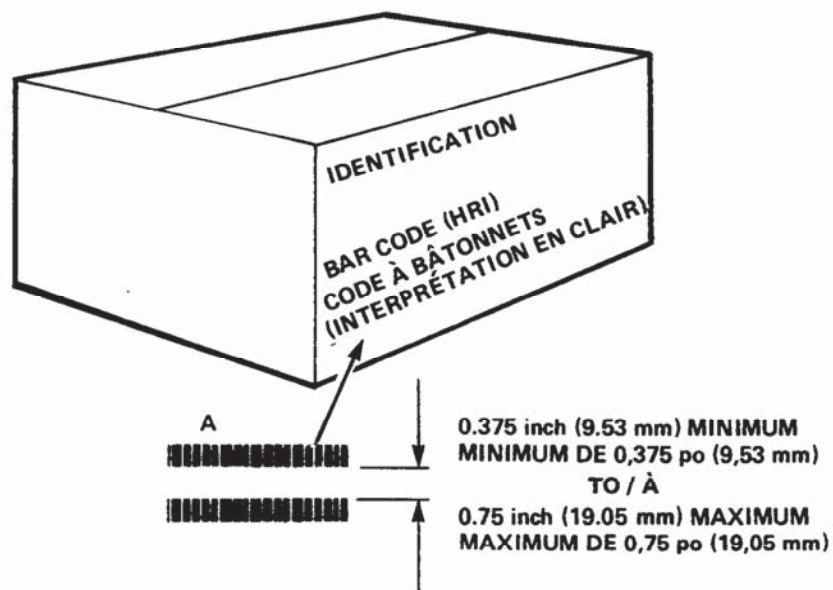 IDENTIFICATION
BAR CODE (HRI)
CODE À BÂTONNETS
(INTERPRÉTATION EN CLAIR).
A
0.375 inch (9.53 mm) MINIMUM
MINIMUM DE 0,375 po (9,53 mm)
TO / À
0.75 inch (19.05 mm) MAXIMUM
MAXIMUM DE 0,75 po (19,05 mm)